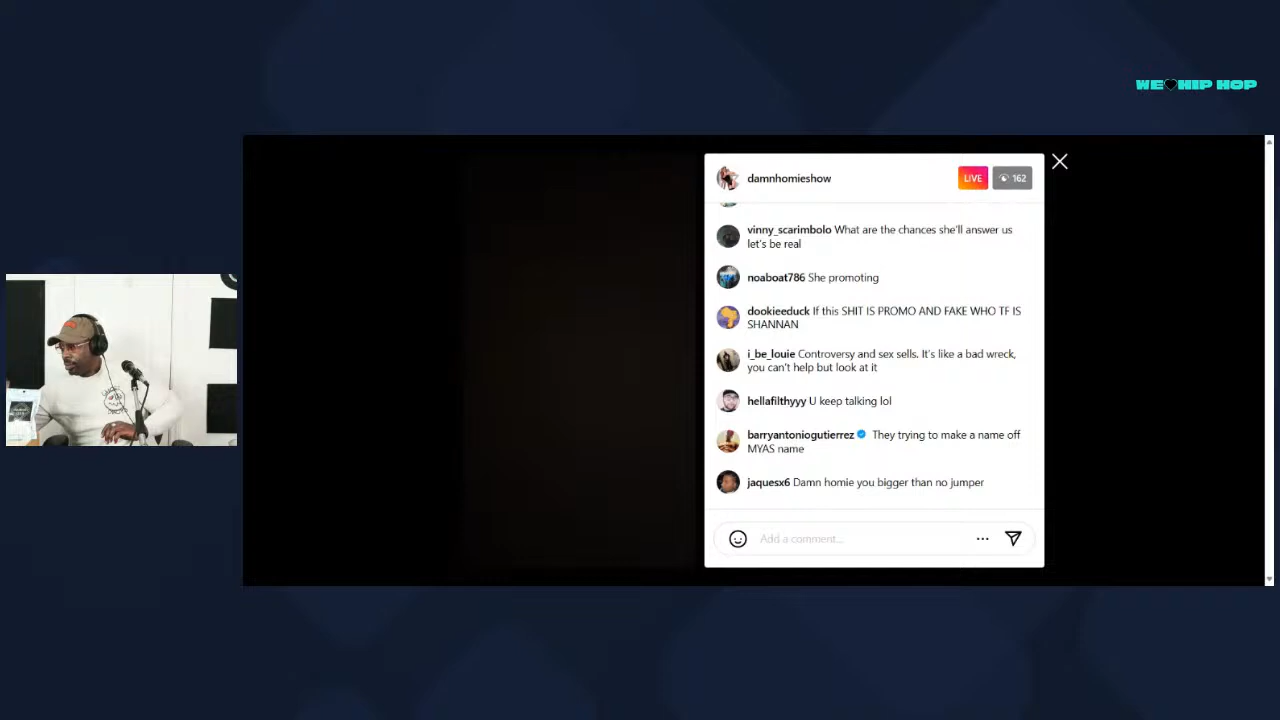 WE HIP HOP
damnhomieshow LIVE 162
vinny_scarimbolo What are the chances she'll answer us
let's be real
noaboat786 She promoting
dookieeduck If this SHIT IS PROMO AND FAKE WHO TF IS
SHANNAN
i_be_louie Controversy and sex sells. It's like a bad wreck,
you can't help but look at it
hellafilthyyy U keep talking lol
barryantoniogutierrez They trying to make a name off
MYAS name
jaquesx6 Damn homie you bigger than no jumper
Add a comment...